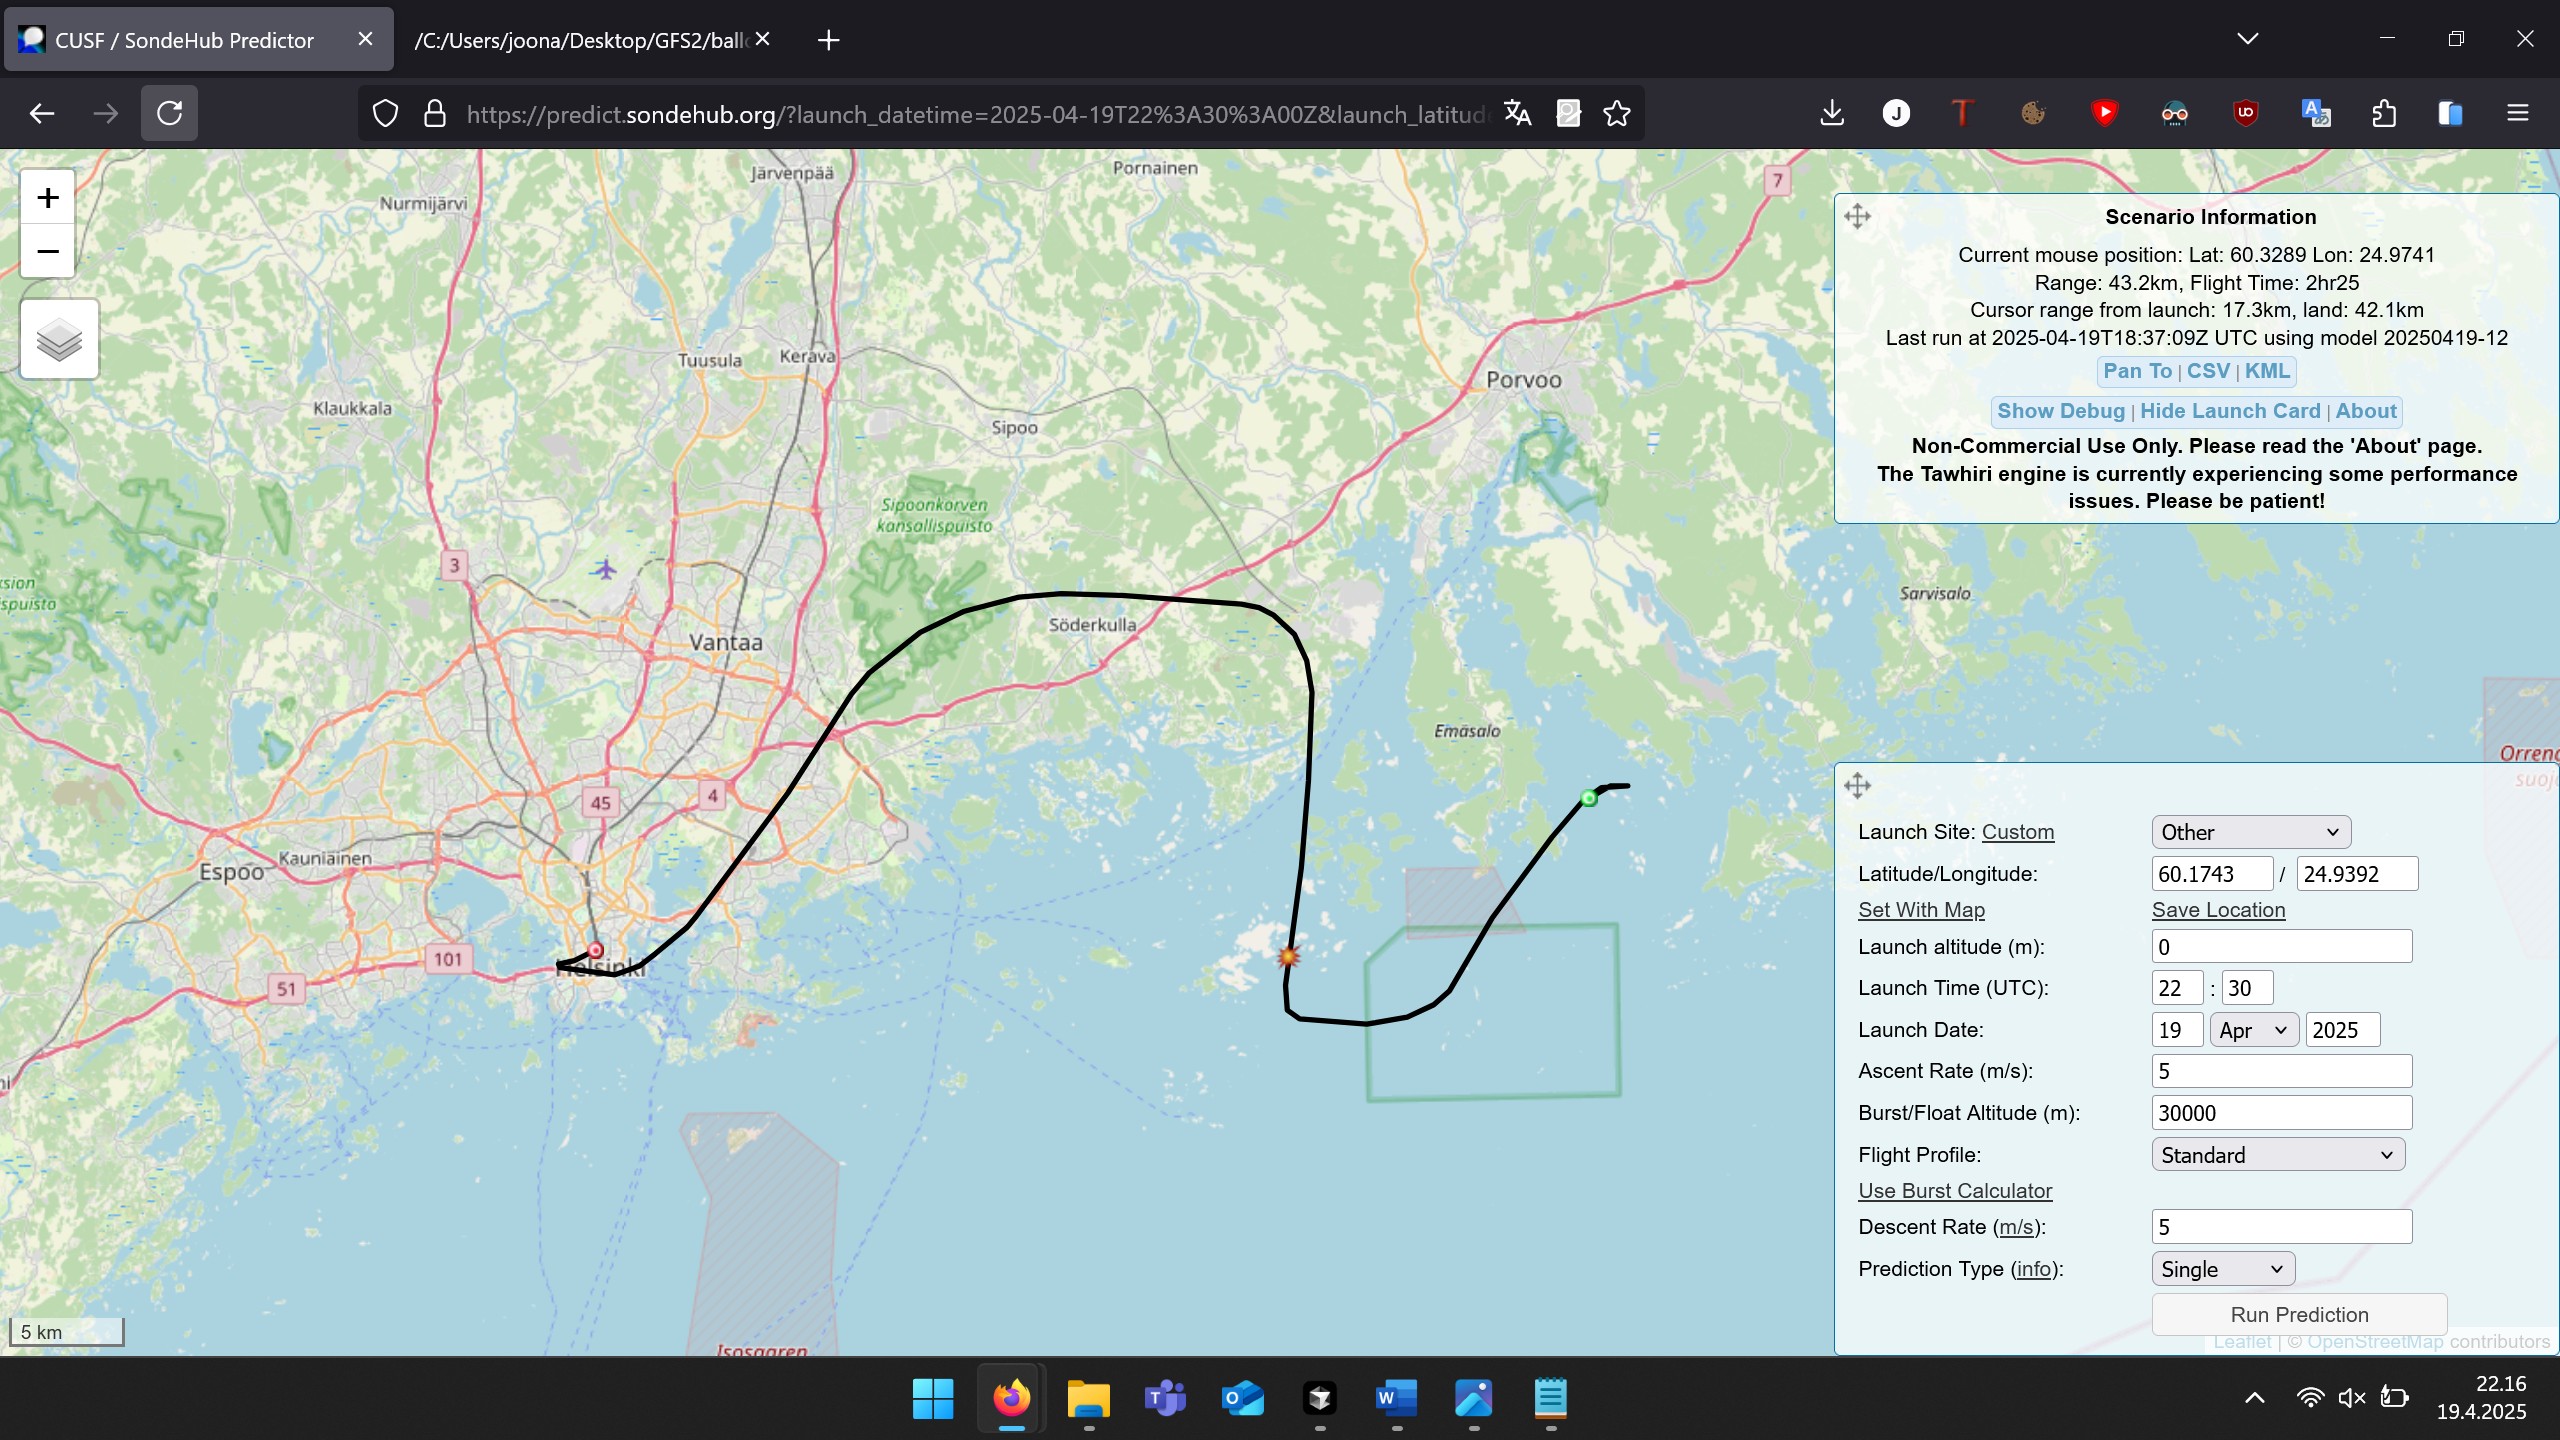 CUSF / SondeHub Predictor
/C:/Users/joona/Desktop/GFS2/ball
https://predict.sondehub.org/?launch_datetime=2025-04-19T22%3A30%3A00Z&launch_latitud
+
−
Järvenpää
Pornainen
Nurmijärvi
7
Tuusula
Kerava
Porvoo
Klaukkala
Sipoo
Sipoonkorven
kansallispuisto
3
spuisto
Sarvisalo
Söderkulla
Vantaa
Emäsalo
Orreng
suoj
45
4
Espoo
Kauniainen
101
Helsinki
51
Isosaaren
5 km
Scenario Information
Current mouse position: Lat: 60.3289 Lon: 24.9741
Range: 43.2km, Flight Time: 2hr25
Cursor range from launch: 17.3km, land: 42.1km
Last run at 2025-04-19T18:37:09Z UTC using model 20250419-12
Pan To | CSV | KML
Show Debug | Hide Launch Card | About
Non-Commercial Use Only. Please read the 'About' page.
The Tawhiri engine is currently experiencing some performance
issues. Please be patient!
Launch Site: Custom Other
Latitude/Longitude: 60.1743 / 24.9392
Set With Map Save Location
Launch altitude (m): 0
Launch Time (UTC): 22 : 30
Launch Date: 19 Apr 2025
Ascent Rate (m/s): 5
Burst/Float Altitude (m): 30000
Flight Profile: Standard
Use Burst Calculator
Descent Rate (m/s): 5
Prediction Type (info): Single
Run Prediction
Leaflet | © OpenStreetMap contributors
22.16
19.4.2025